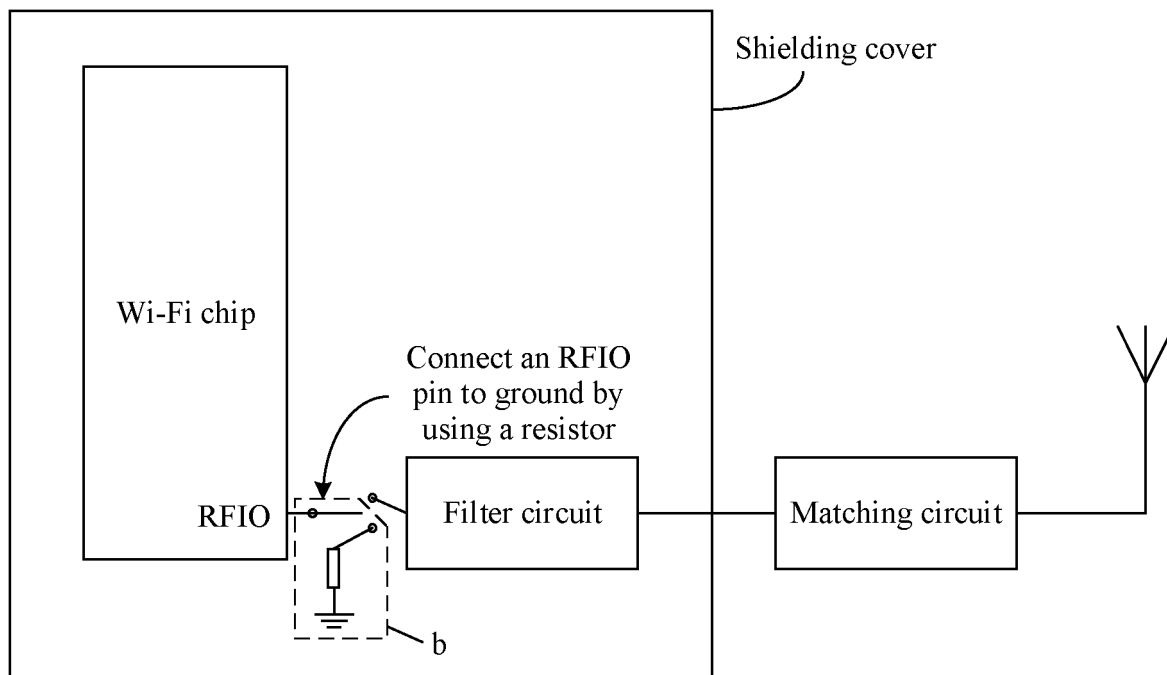 Shielding cover
Wi-Fi chip
Connect an RFIO
pin to ground by
using a resistor
RFIO
Filter circuit
Matching circuit
b